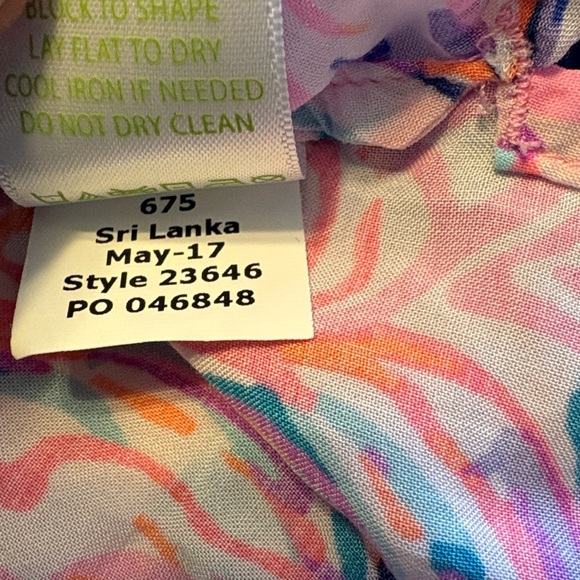 BLOCK TO SHAPE
LAY FLAT TO DRY
COOL IRON IF NEEDED
DO NOT DRY CLEAN
675
Sri Lanka
May-17
Style 23646
PO 046848